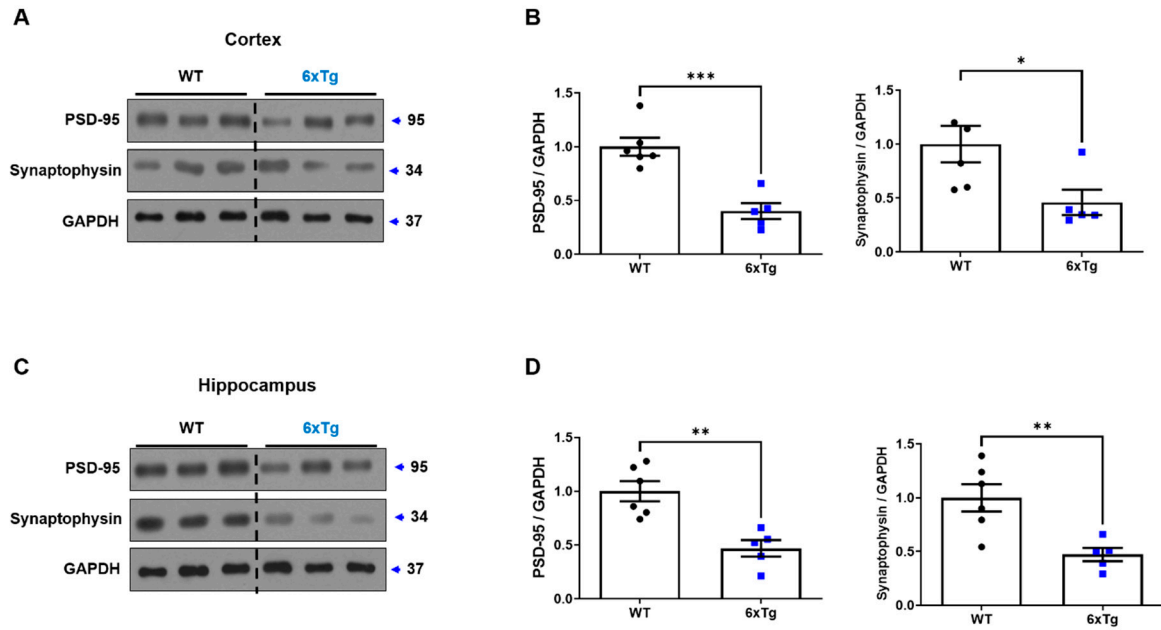 A
Cortex
WT 6xTg
PSD-95 95
Synaptophysin 34
GAPDH 37
B
***
1.5
1.0
0.5
0.0
PSD-95 / GAPDH
WT 6xTg
*
1.5
1.0
0.5
0.0
Synaptophysin / GAPDH
WT 6xTg
C
Hippocampus
WT 6xTg
PSD-95 95
Synaptophysin 34
GAPDH 37
D
**
1.5
1.0
0.5
0.0
PSD-95 / GAPDH
WT 6xTg
**
1.5
1.0
0.5
0.0
Synaptophysin / GAPDH
WT 6xTg